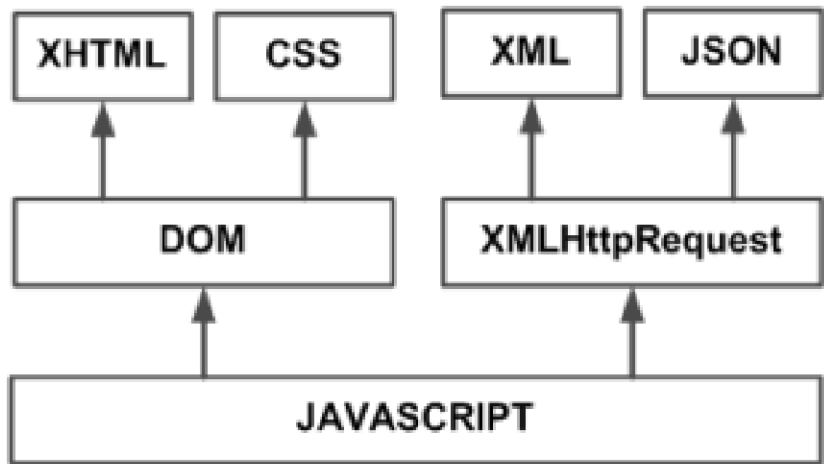 XHTML
CSS
XML
JSON
DOM
XMLHttpRequest
JAVASCRIPT